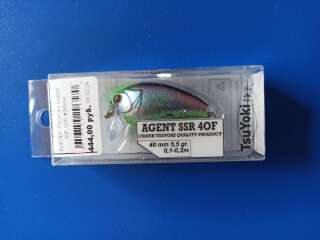 444,00 руб.
AGENT SSR 40F
CRANK TSUYOKI QUALITY PRODUCT
40 mm 5,5 gr.
0,1-0,2m
TsuYoki